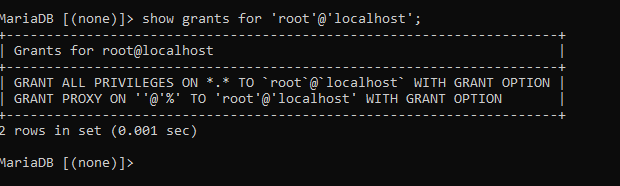 MariaDB [(none)]> show grants for 'root'@'localhost';
+---------------------------------------------------------------------+
| Grants for root@localhost |
+---------------------------------------------------------------------+
| GRANT ALL PRIVILEGES ON *.* TO `root`@`localhost` WITH GRANT OPTION |
| GRANT PROXY ON ''@'%' TO 'root'@'localhost' WITH GRANT OPTION |
+---------------------------------------------------------------------+
2 rows in set (0.001 sec)
MariaDB [(none)]>